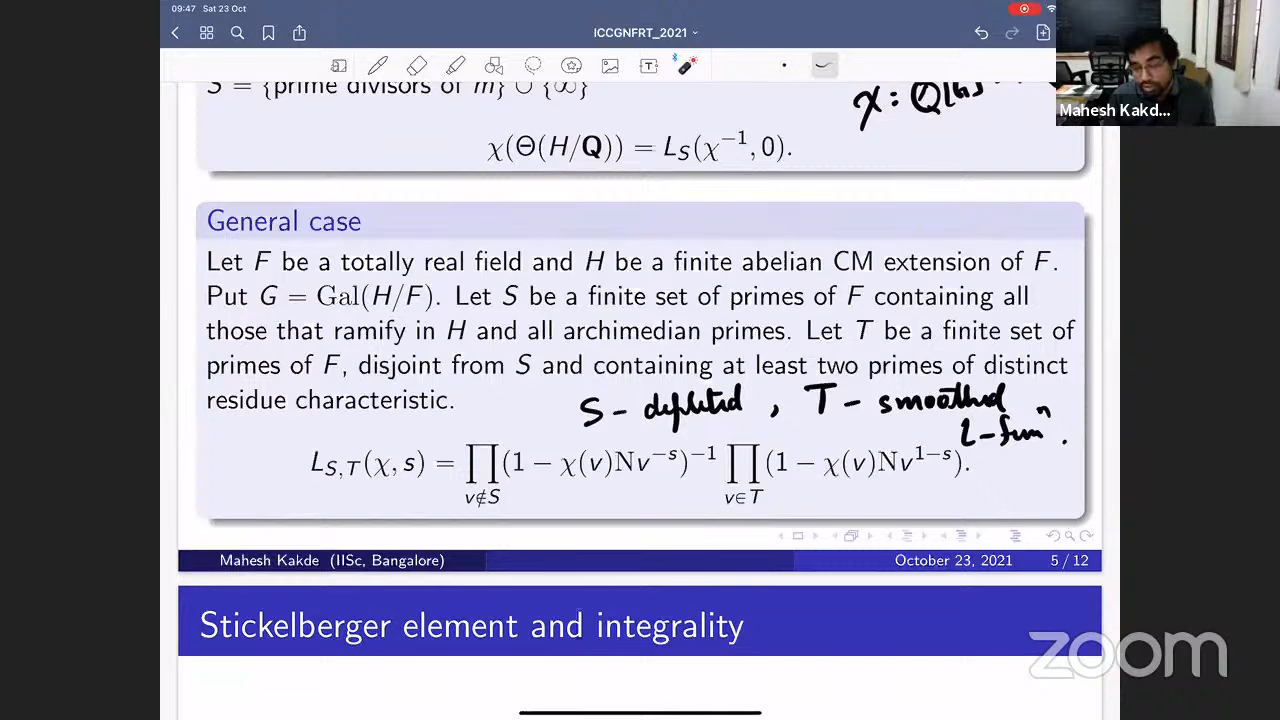 09:47 Sat 23 Oct
ICCGNFRT_2021
Mahesh Kakd...
S = {prime divisors of m} ∪ {∞}
χ : Q[G]
χ(Θ(H/Q)) = L_S(χ⁻¹, 0).
General case
Let F be a totally real field and H be a finite abelian CM extension of F.
Put G = Gal(H/F). Let S be a finite set of primes of F containing all
those that ramify in H and all archimedian primes. Let T be a finite set of
primes of F, disjoint from S and containing at least two primes of distinct
residue characteristic.
S - depleted, T - smoothed
L-funⁿ.
L_{S,T}(χ, s) = ∏_{v∉S} (1 − χ(v)Nv^{−s})^{−1} ∏_{v∈T} (1 − χ(v)Nv^{1−s}).
Mahesh Kakde (IISc, Bangalore) October 23, 2021 5 / 12
Stickelberger element and integrality
zoom